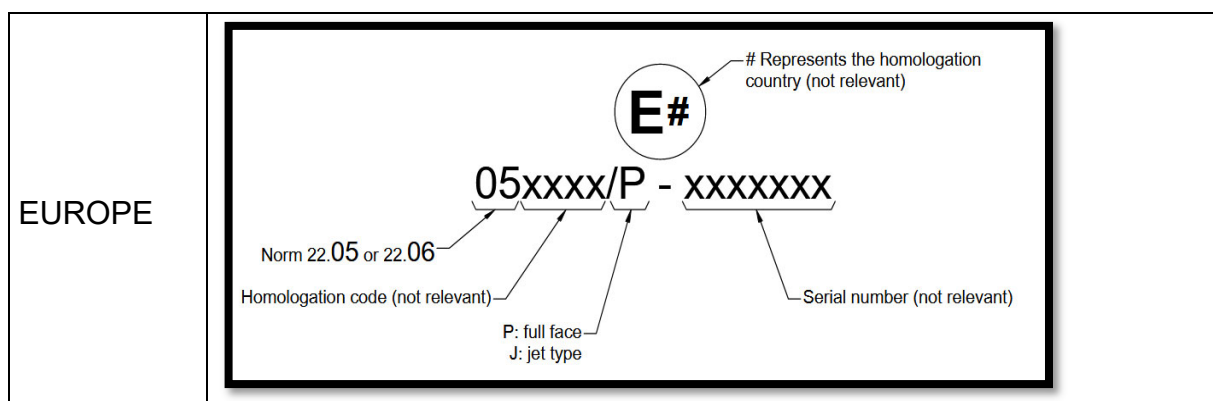 EUROPE
# Represents the homologation
country (not relevant)
E#
05xxxx/P - xxxxxxx
Norm 22.05 or 22.06
Homologation code (not relevant)
Serial number (not relevant)
P: full face
J: jet type